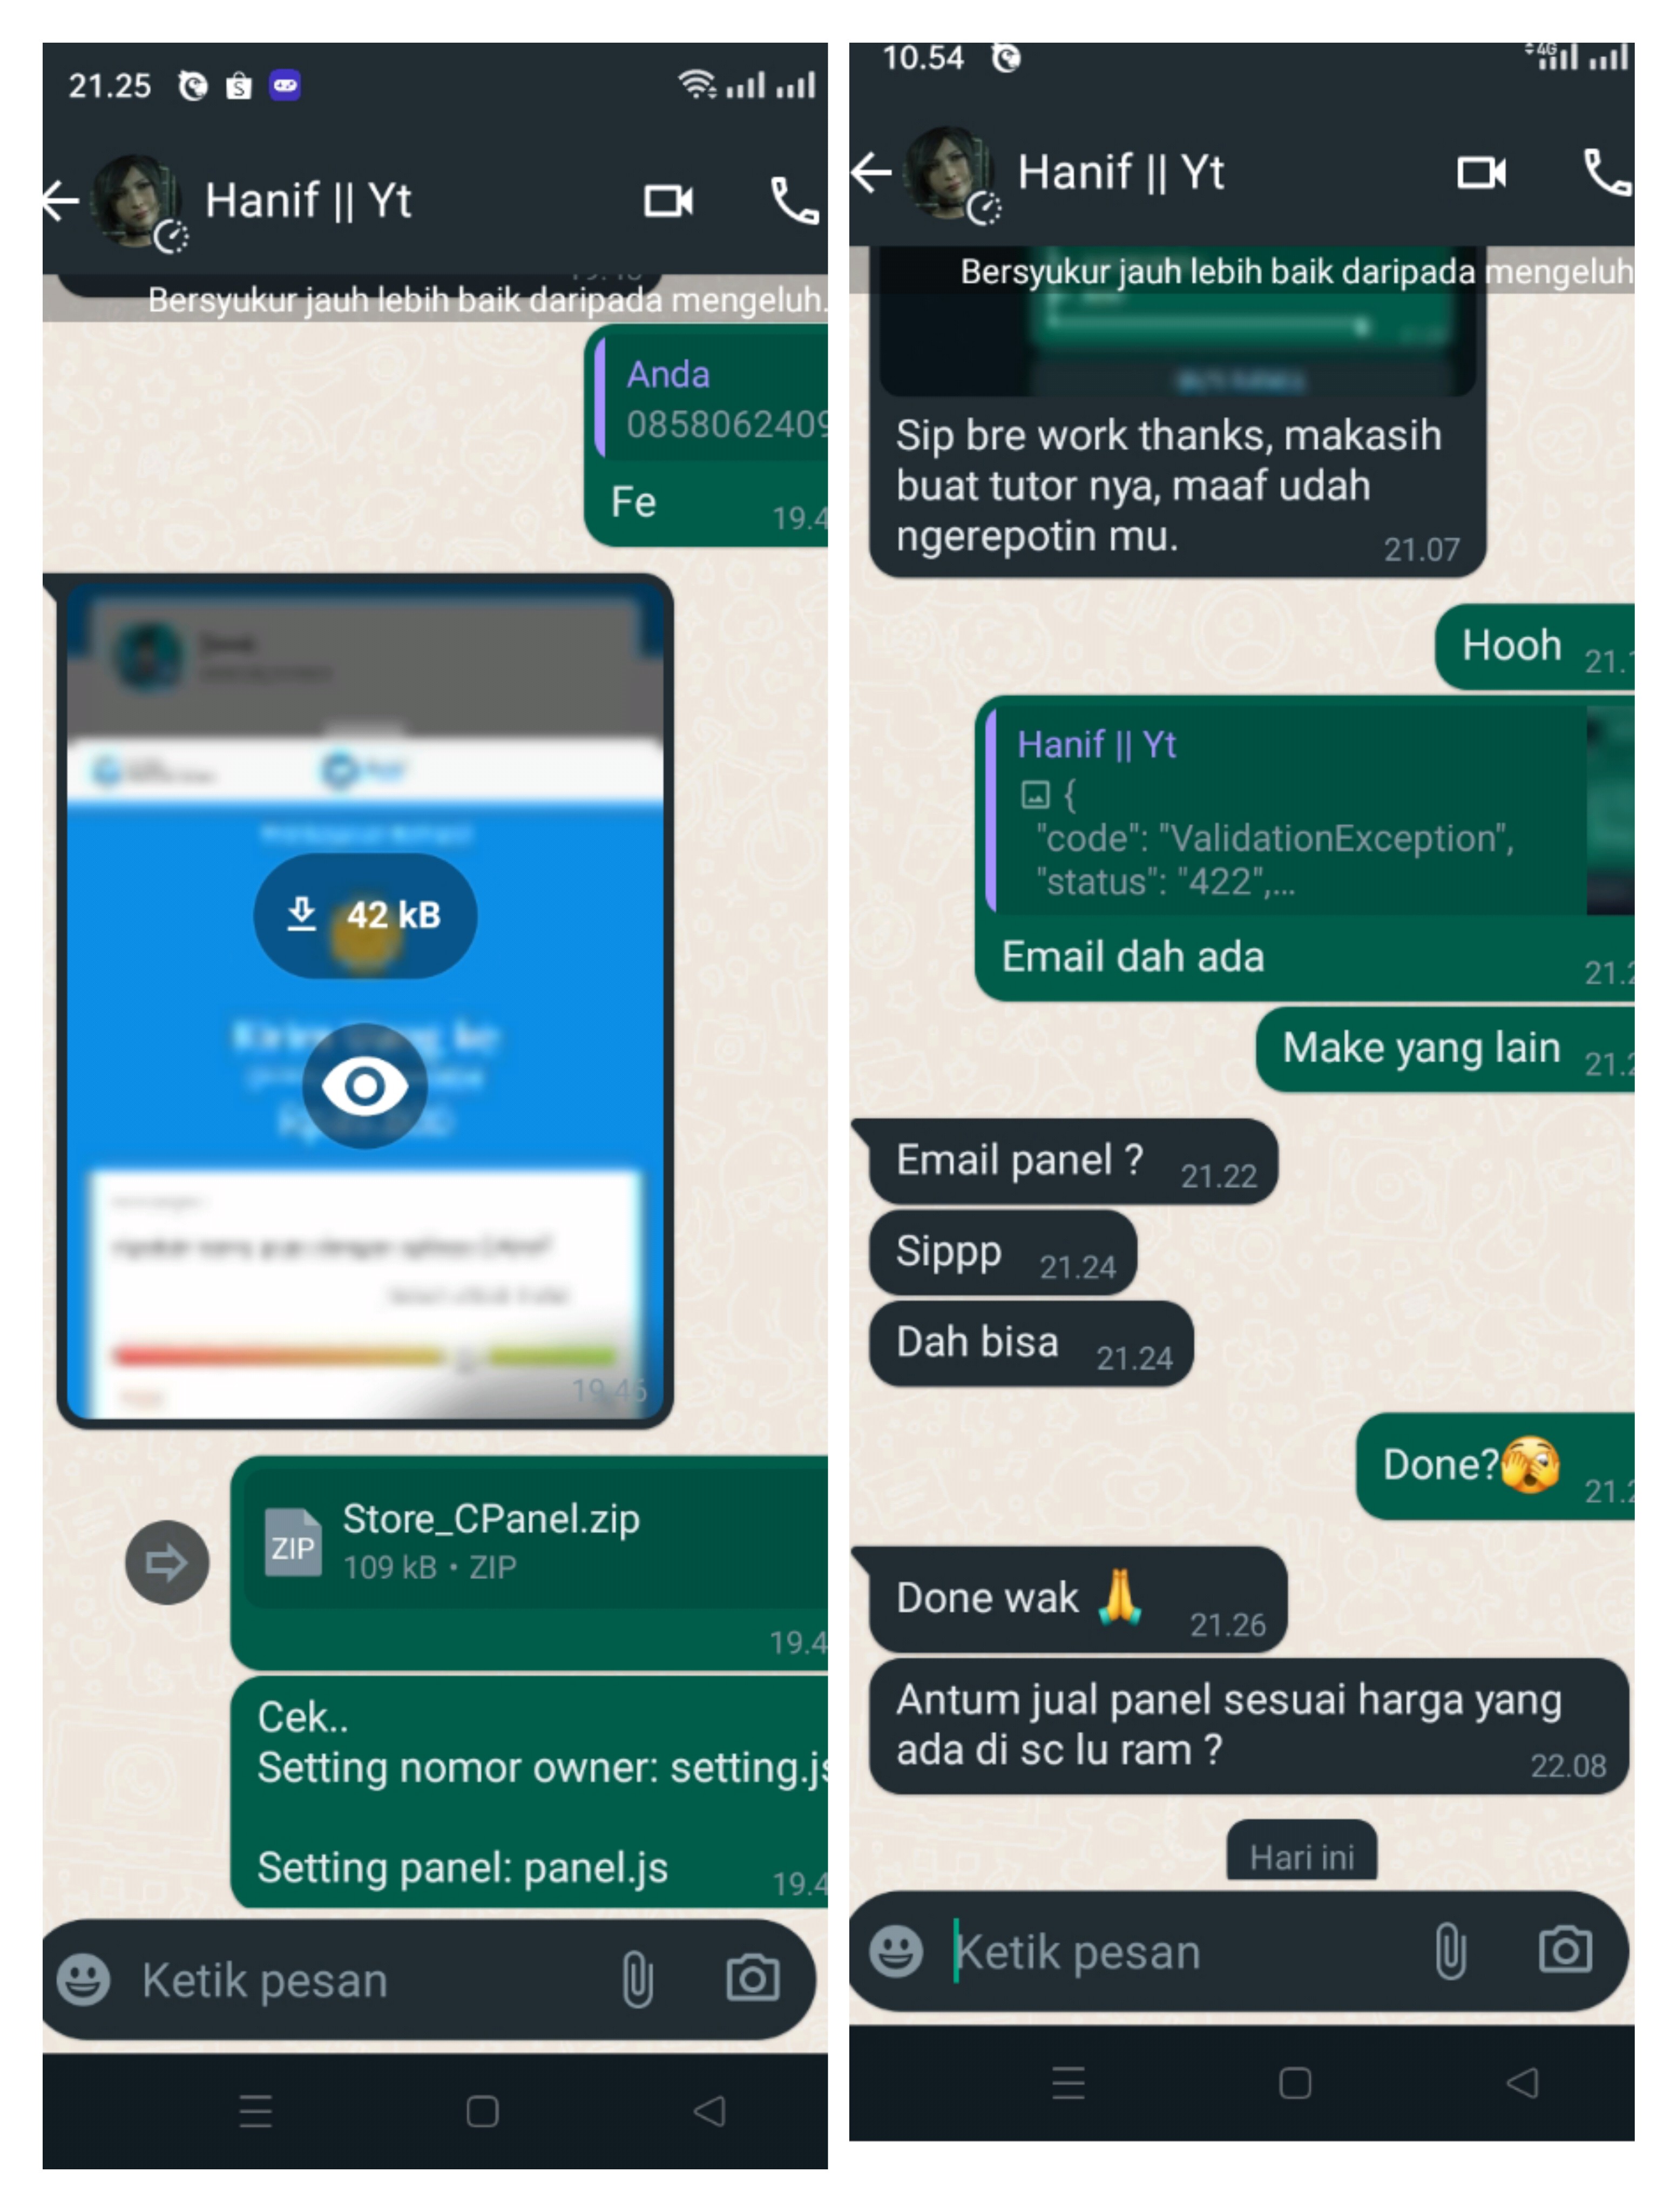 21.25
Hanif || Yt
Bersyukur jauh lebih baik daripada mengeluh.
Anda
0858062409
Fe
19.4
42 kB
19.45
ZIP
Store_CPanel.zip
109 kB • ZIP
19.4
Cek..
Setting nomor owner: setting.js
Setting panel: panel.js
19.4
Ketik pesan
10.54
4G
Hanif || Yt
Bersyukur jauh lebih baik daripada mengeluh
Sip bre work thanks, makasih
buat tutor nya, maaf udah
ngerepotin mu.
21.07
Hooh
21.
Hanif || Yt
{
"code": "ValidationException",
"status": "422",...
Email dah ada
21.2
Make yang lain
21.2
Email panel ?
21.22
Sippp
21.24
Dah bisa
21.24
Done?🫣
21.2
Done wak 🙏
21.26
Antum jual panel sesuai harga yang
ada di sc lu ram ?
22.08
Hari ini
Ketik pesan